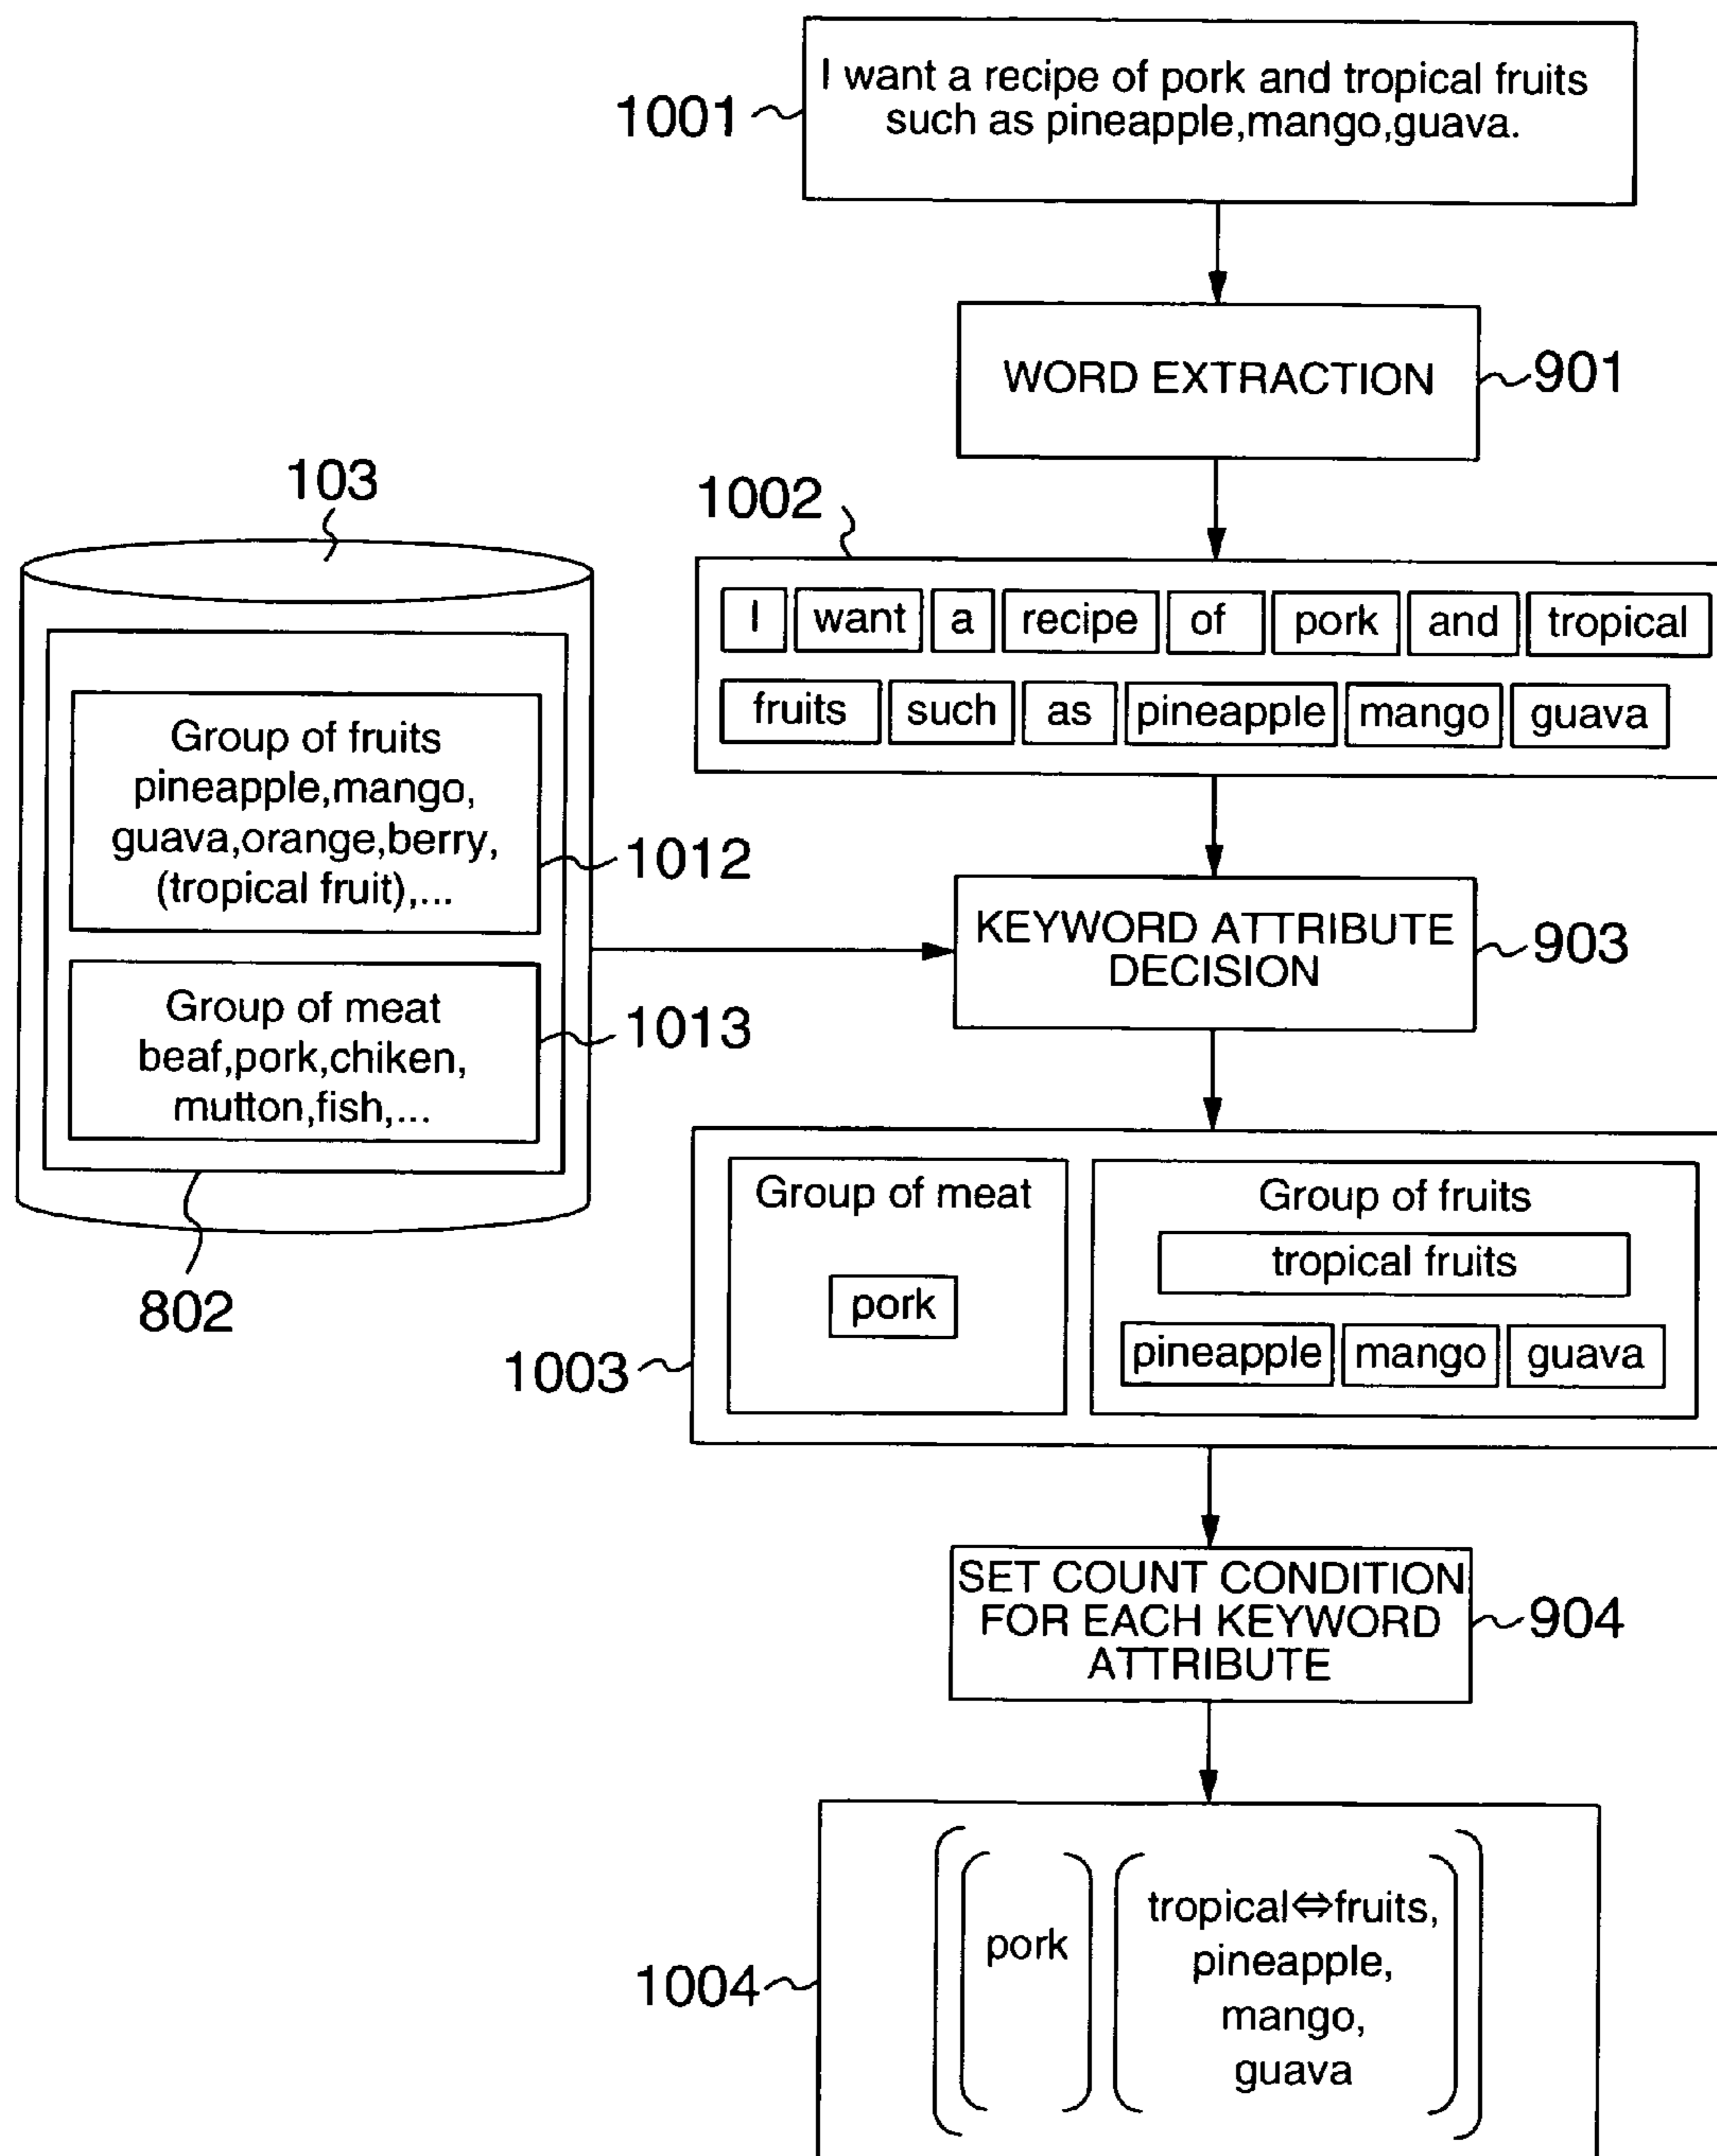 I want a recipe of pork and tropical fruits
such as pineapple,mango,guava.
1001
WORD EXTRACTION
901
103
1002
I want a recipe of pork and tropical
fruits such as pineapple mango guava
Group of fruits
pineapple,mango,
guava,orange,berry,
(tropical fruit),...
1012
KEYWORD ATTRIBUTE
DECISION
903
Group of meat
beaf,pork,chiken,
mutton,fish,...
1013
802
Group of meat
pork
Group of fruits
tropical fruits
pineapple mango guava
1003
SET COUNT CONDITION
FOR EACH KEYWORD
ATTRIBUTE
904
pork
tropical⇔fruits,
pineapple,
mango,
guava
1004